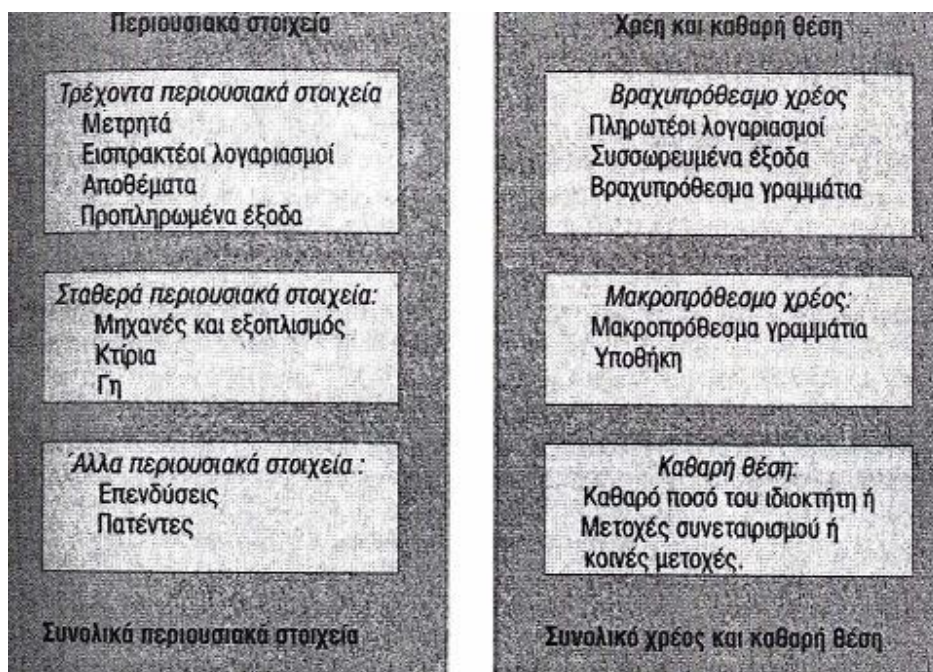 Περιουσιακά στοιχεία
Τρέχοντα περιουσιακά στοιχεία
Μετρητά
Εισπρακτέοι λογαριασμοί
Αποθέματα
Προπληρωμένα έξοδα
Σταθερά περιουσιακά στοιχεία:
Μηχανές και εξοπλισμός
Κτίρια
Γη
Άλλα περιουσιακά στοιχεία :
Επενδύσεις
Πατέντες
Συνολικά περιουσιακά στοιχεία
Χρέη και καθαρή θέση
Βραχυπρόθεσμο χρέος
Πληρωτέοι λογαριασμοί
Συσσωρευμένα έξοδα
Βραχυπρόθεσμα γραμμάτια
Μακροπρόθεσμο χρέος:
Μακροπρόθεσμα γραμμάτια
Υποθήκη
Καθαρή θέση:
Καθαρό ποσό του ιδιοκτήτη ή
Μετοχές συνεταιρισμού ή
κοινές μετοχές.
Συνολικό χρέος και καθαρή θέση